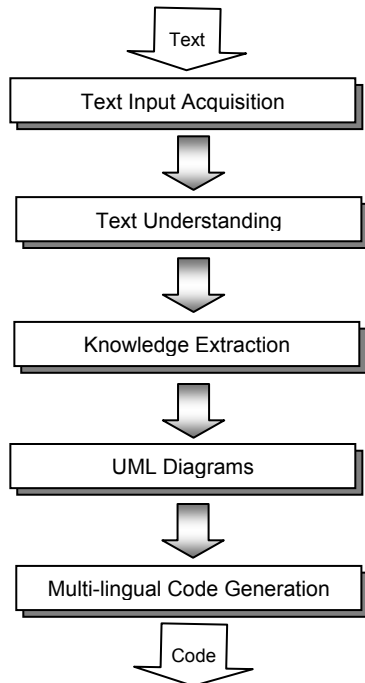 Text
Text Input Acquisition
Text Understanding
Knowledge Extraction
UML Diagrams
Multi-lingual Code Generation
Code